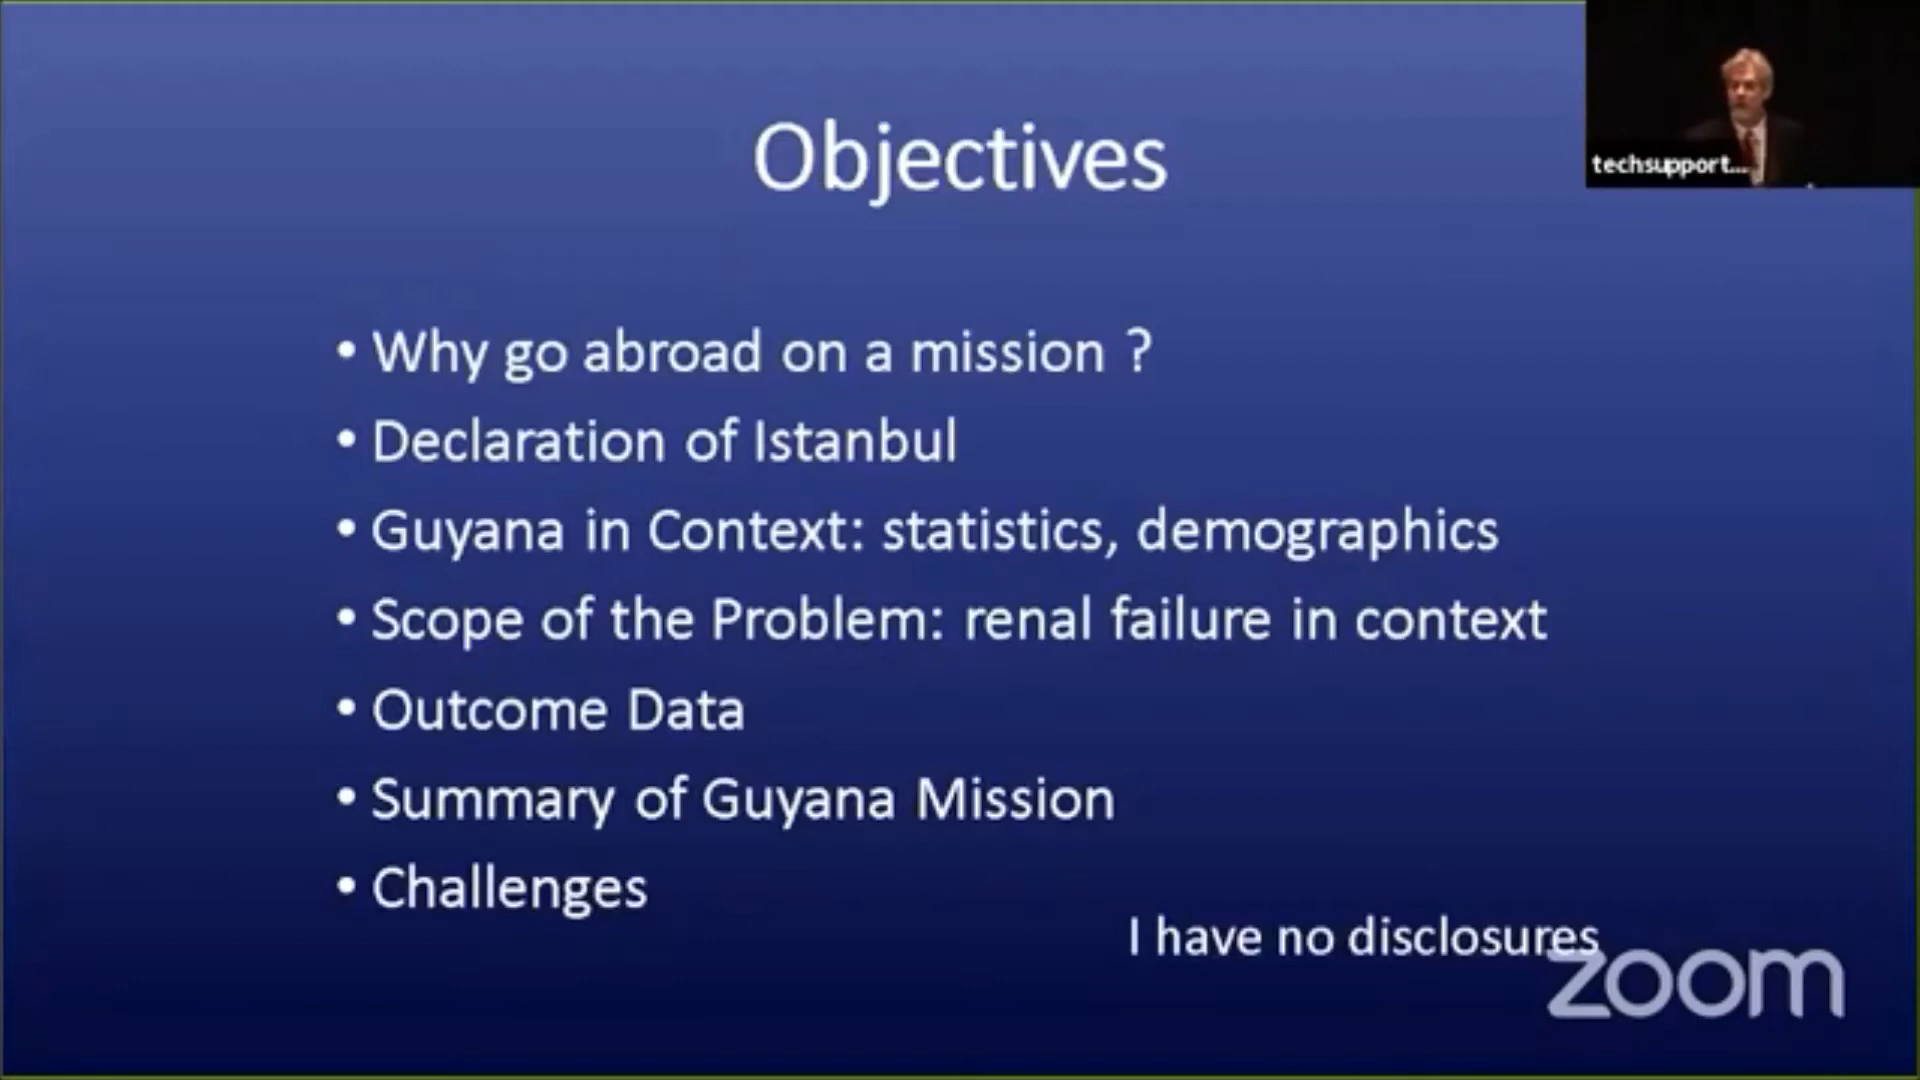 Objectives
techsupport...
• Why go abroad on a mission ?
• Declaration of Istanbul
• Guyana in Context: statistics, demographics
• Scope of the Problem: renal failure in context
• Outcome Data
• Summary of Guyana Mission
• Challenges
I have no disclosures
zoom